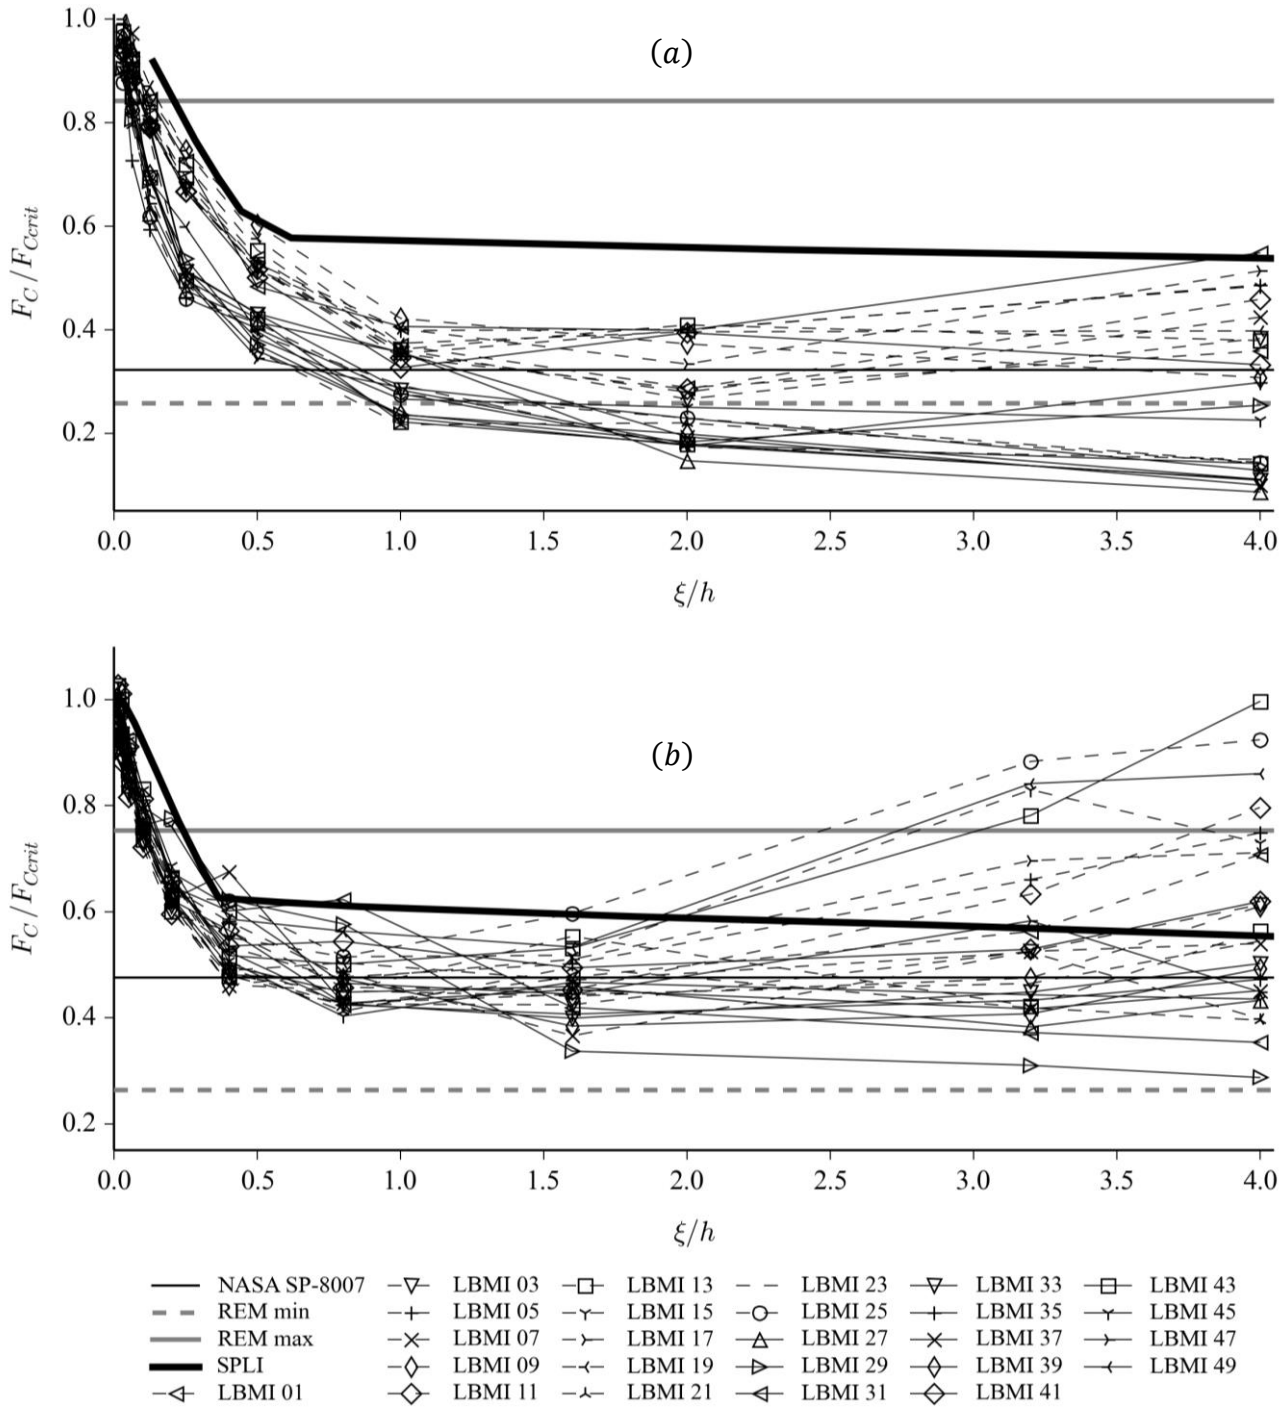 (a)
1.0
0.8
0.6
0.4
0.2
F_C/F_Ccrit
0.0 0.5 1.0 1.5 2.0 2.5 3.0 3.5 4.0
ξ/h
(b)
1.0
0.8
0.6
0.4
0.2
F_C/F_Ccrit
0.0 0.5 1.0 1.5 2.0 2.5 3.0 3.5 4.0
ξ/h
NASA SP-8007 LBMI 03 LBMI 13 LBMI 23 LBMI 33 LBMI 43
REM min LBMI 05 LBMI 15 LBMI 25 LBMI 35 LBMI 45
REM max LBMI 07 LBMI 17 LBMI 27 LBMI 37 LBMI 47
SPLI LBMI 09 LBMI 19 LBMI 29 LBMI 39 LBMI 49
LBMI 01 LBMI 11 LBMI 21 LBMI 31 LBMI 41